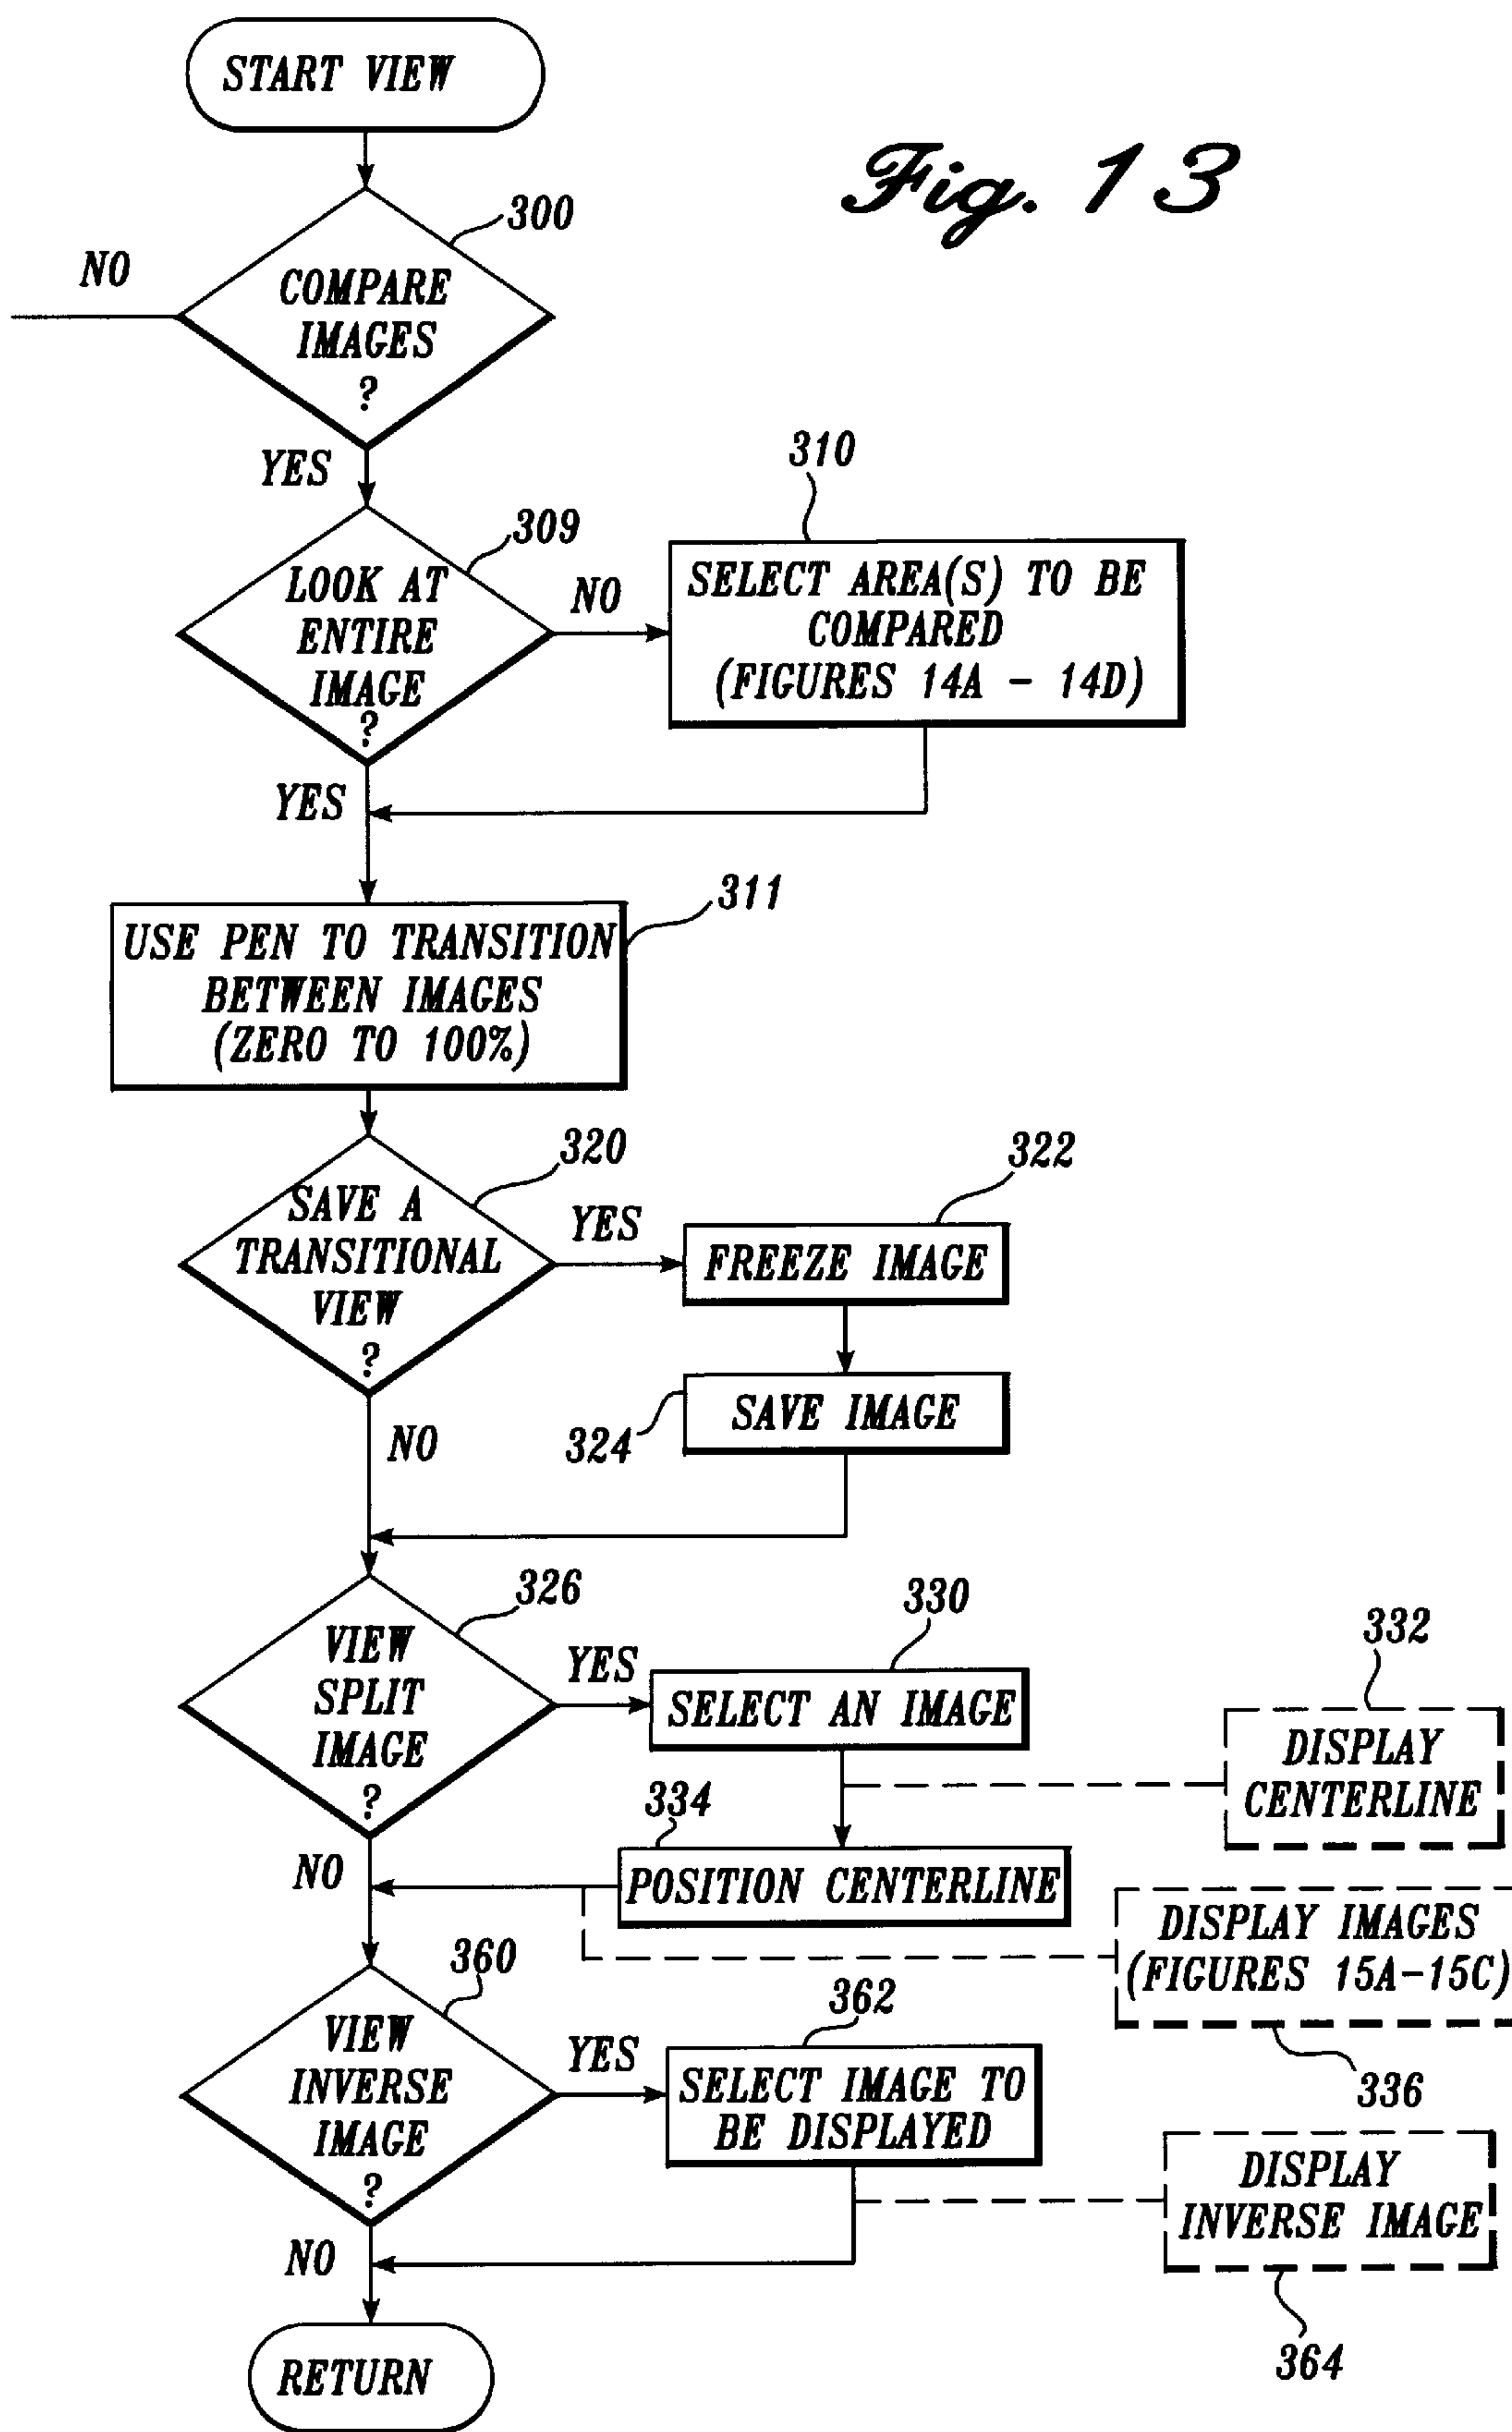 START VIEW
Fig. 13
300
NO
COMPARE
IMAGES
?
YES
309
310
LOOK AT
ENTIRE
IMAGE
?
NO
SELECT AREA(S) TO BE
COMPARED
(FIGURES 14A - 14D)
YES
311
USE PEN TO TRANSITION
BETWEEN IMAGES
(ZERO TO 100%)
320
322
SAVE A
TRANSITIONAL
VIEW
?
YES
FREEZE IMAGE
324
SAVE IMAGE
NO
326
330
332
VIEW
SPLIT
IMAGE
?
YES
SELECT AN IMAGE
DISPLAY
CENTERLINE
334
NO
POSITION CENTERLINE
DISPLAY IMAGES
(FIGURES 15A-15C)
336
360
362
VIEW
INVERSE
IMAGE
?
YES
SELECT IMAGE TO
BE DISPLAYED
DISPLAY
INVERSE IMAGE
364
NO
RETURN